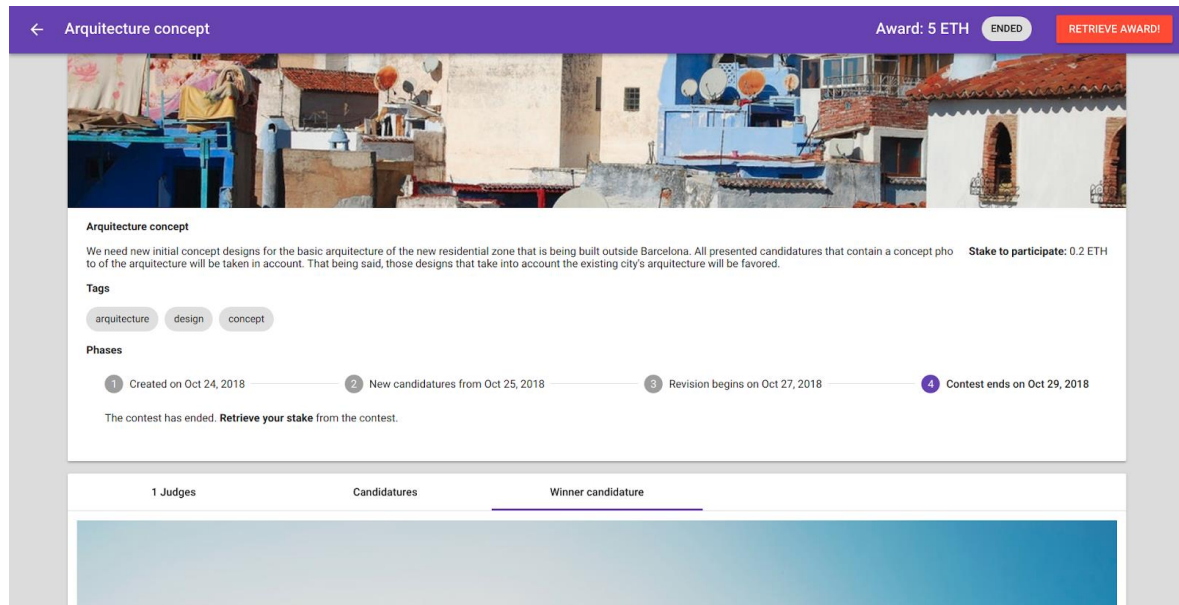 Arquitecture concept
Award: 5 ETH
ENDED
RETRIEVE AWARD!
Arquitecture concept
We need new initial concept designs for the basic arquitecture of the new residential zone that is being built outside Barcelona. All presented candidatures that contain a concept pho
to of the arquitecture will be taken in account. That being said, those designs that take into account the existing city's arquitecture will be favored.
Stake to participate: 0.2 ETH
Tags
arquitecture
design
concept
Phases
1 Created on Oct 24, 2018
2 New candidatures from Oct 25, 2018
3 Revision begins on Oct 27, 2018
4 Contest ends on Oct 29, 2018
The contest has ended. Retrieve your stake from the contest.
1 Judges
Candidatures
Winner candidature